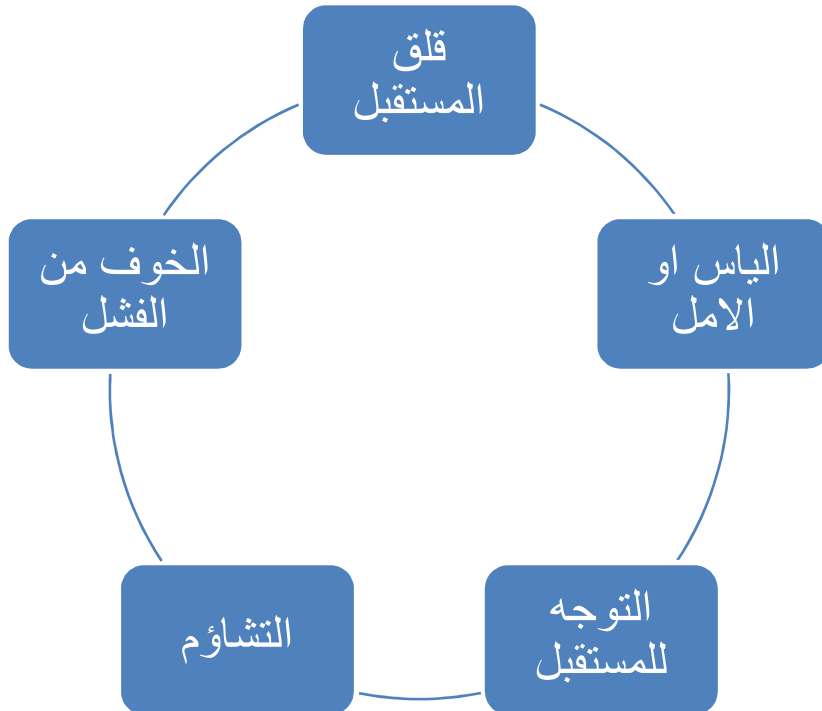 قلق
المستقبل
الياس او
الامل
التوجه
للمستقبل
التشاؤم
الخوف من
الفشل